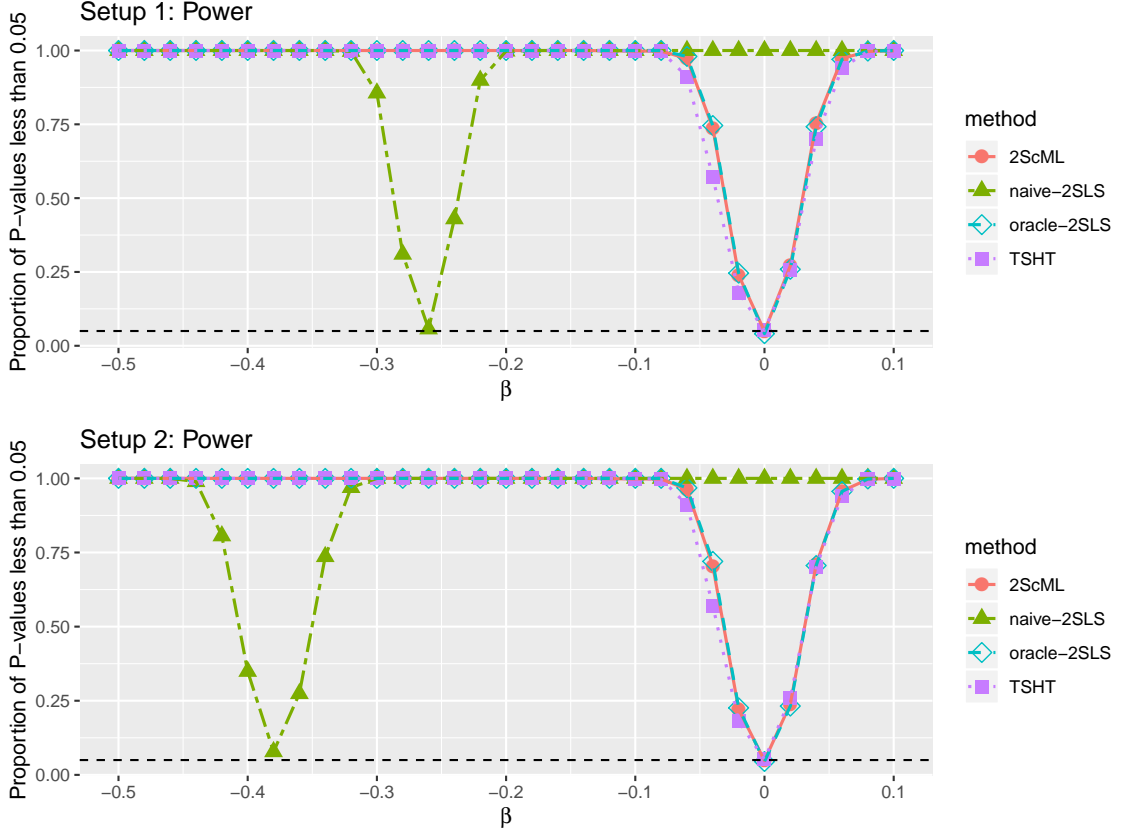 Setup 1: Power
Proportion of P−values less than 0.05
1.00
0.75
0.50
0.25
0.00
−0.5
−0.4
−0.3
−0.2
−0.1
0
0.1
β
method
2ScML
naive−2SLS
oracle−2SLS
TSHT
Setup 2: Power
Proportion of P−values less than 0.05
1.00
0.75
0.50
0.25
0.00
−0.5
−0.4
−0.3
−0.2
−0.1
0
0.1
β
method
2ScML
naive−2SLS
oracle−2SLS
TSHT